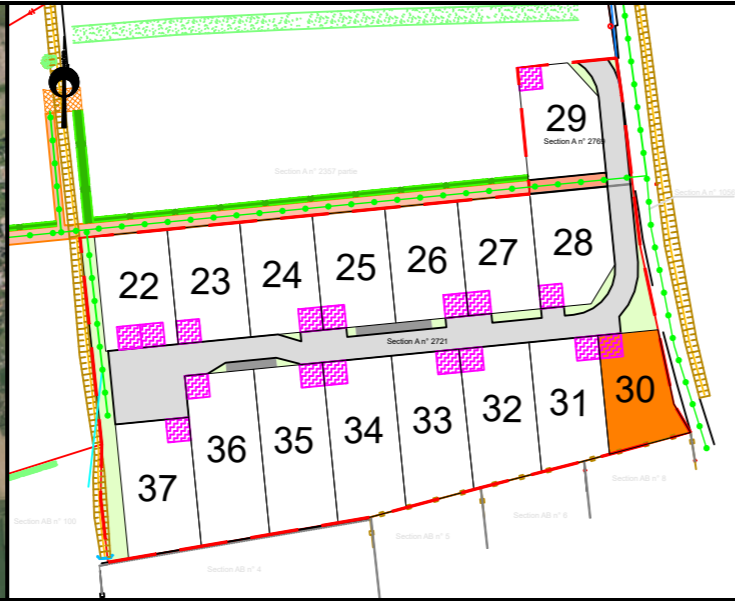 29
Section A n° 2769
Section A n° 2357 partie
Section A n° 1058
22
23
24
25
26
27
28
Section A n° 2721
30
31
32
33
34
35
36
37
Section AB n° 100
Section AB n° 8
Section AB n° 6
Section AB n° 5
Section AB n° 4